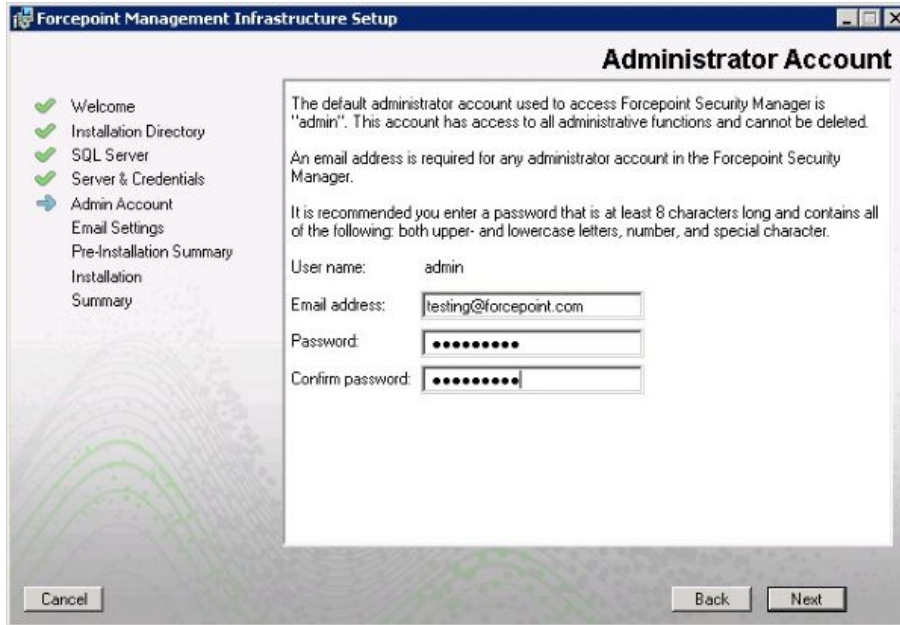 Forcepoint Management Infrastructure Setup
Administrator Account
Welcome
Installation Directory
SQL Server
Server & Credentials
Admin Account
Email Settings
Pre-Installation Summary
Installation
Summary
The default administrator account used to access Forcepoint Security Manager is
"admin". This account has access to all administrative functions and cannot be deleted.
An email address is required for any administrator account in the Forcepoint Security
Manager.
It is recommended you enter a password that is at least 8 characters long and contains all
of the following: both upper- and lowercase letters, number, and special character.
User name: admin
Email address: testing@forcepoint.com
Password: ●●●●●●●●●
Confirm password: ●●●●●●●●●
Cancel Back Next